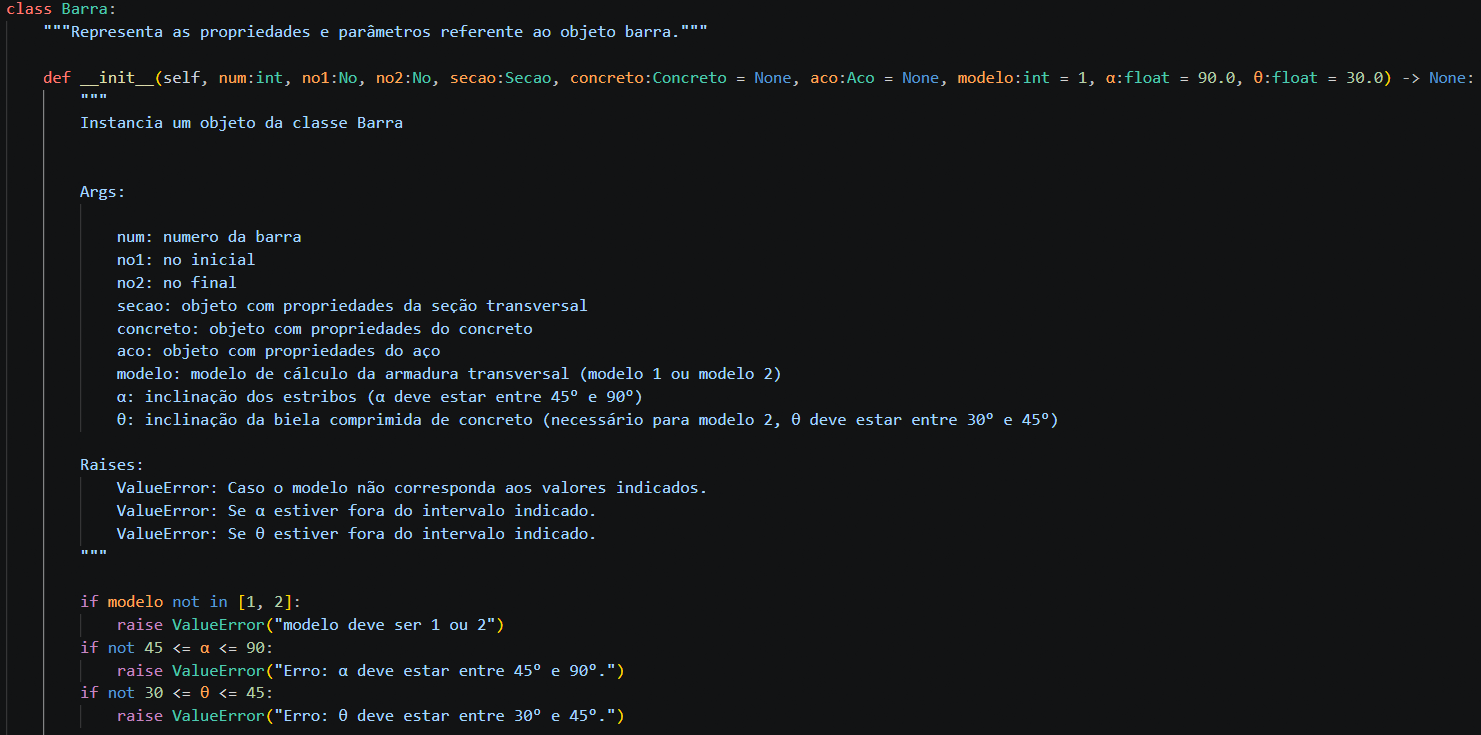 class Barra:
    """Representa as propriedades e parâmetros referente ao objeto barra."""
    def __init__(self, num:int, no1:No, no2:No, secao:Secao, concreto:Concreto = None, aco:Aco = None, modelo:int = 1, α:float = 90.0, θ:float = 30.0) -> None:
        """
        Instancia um objeto da classe Barra
        Args:
            num: numero da barra
            no1: no inicial
            no2: no final
            secao: objeto com propriedades da seção transversal
            concreto: objeto com propriedades do concreto
            aco: objeto com propriedades do aço
            modelo: modelo de cálculo da armadura transversal (modelo 1 ou modelo 2)
            α: inclinação dos estribos (α deve estar entre 45º e 90º)
            θ: inclinação da biela comprimida de concreto (necessário para modelo 2, θ deve estar entre 30º e 45º)
        Raises:
            ValueError: Caso o modelo não corresponda aos valores indicados.
            ValueError: Se α estiver fora do intervalo indicado.
            ValueError: Se θ estiver fora do intervalo indicado.
        """
        if modelo not in [1, 2]:
            raise ValueError("modelo deve ser 1 ou 2")
        if not 45 <= α <= 90:
            raise ValueError("Erro: α deve estar entre 45º e 90º.")
        if not 30 <= θ <= 45:
            raise ValueError("Erro: θ deve estar entre 30º e 45º.")